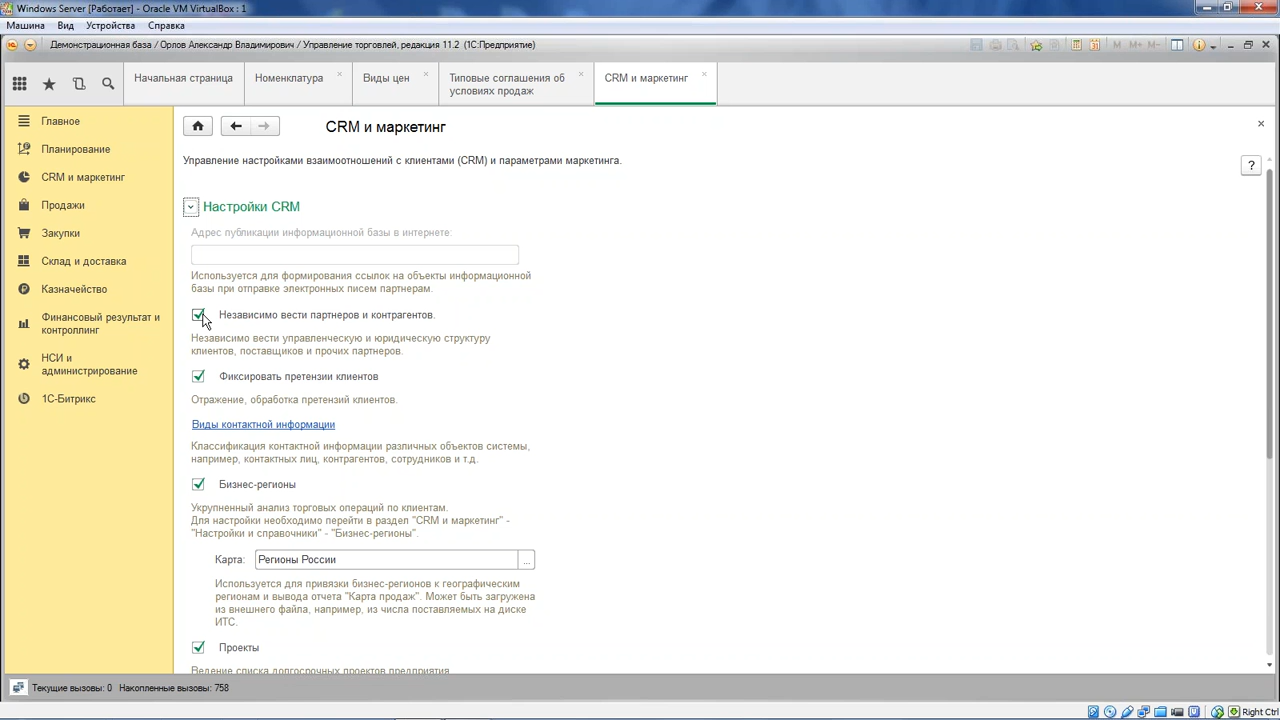 Windows Server [Работает] - Oracle VM VirtualBox : 1
Машина Вид Устройства Справка
Демонстрационная база / Орлов Александр Владимирович / Управление торговлей, редакция 11.2 (1С:Предприятие)
M M+ M-
Начальная страница
Номенклатура
Виды цен
Типовые соглашения об
условиях продаж
CRM и маркетинг
Главное
Планирование
CRM и маркетинг
Продажи
Закупки
Склад и доставка
Казначейство
Финансовый результат и
контроллинг
НСИ и
администрирование
1С-Битрикс
CRM и маркетинг
Управление настройками взаимоотношений с клиентами (CRM) и параметрами маркетинга.
?
Настройки CRM
Адрес публикации информационной базы в интернете:
Используется для формирования ссылок на объекты информационной
базы при отправке электронных писем партнерам.
Независимо вести партнеров и контрагентов.
Независимо вести управленческую и юридическую структуру
клиентов, поставщиков и прочих партнеров.
Фиксировать претензии клиентов
Отражение, обработка претензий клиентов.
Виды контактной информации
Классификация контактной информации различных объектов системы,
например, контактных лиц, контрагентов, сотрудников и т.д.
Бизнес-регионы
Укрупненный анализ торговых операций по клиентам.
Для настройки необходимо перейти в раздел "CRM и маркетинг" -
"Настройки и справочники" - "Бизнес-регионы".
Карта: Регионы России ...
Используется для привязки бизнес-регионов к географическим
регионам и вывода отчета "Карта продаж". Может быть загружена
из внешнего файла, например, из числа поставляемых на диске
ИТС.
Проекты
Ведение списка долгосрочных проектов предприятия
Текущие вызовы: 0 Накопленные вызовы: 758
Right Ctrl